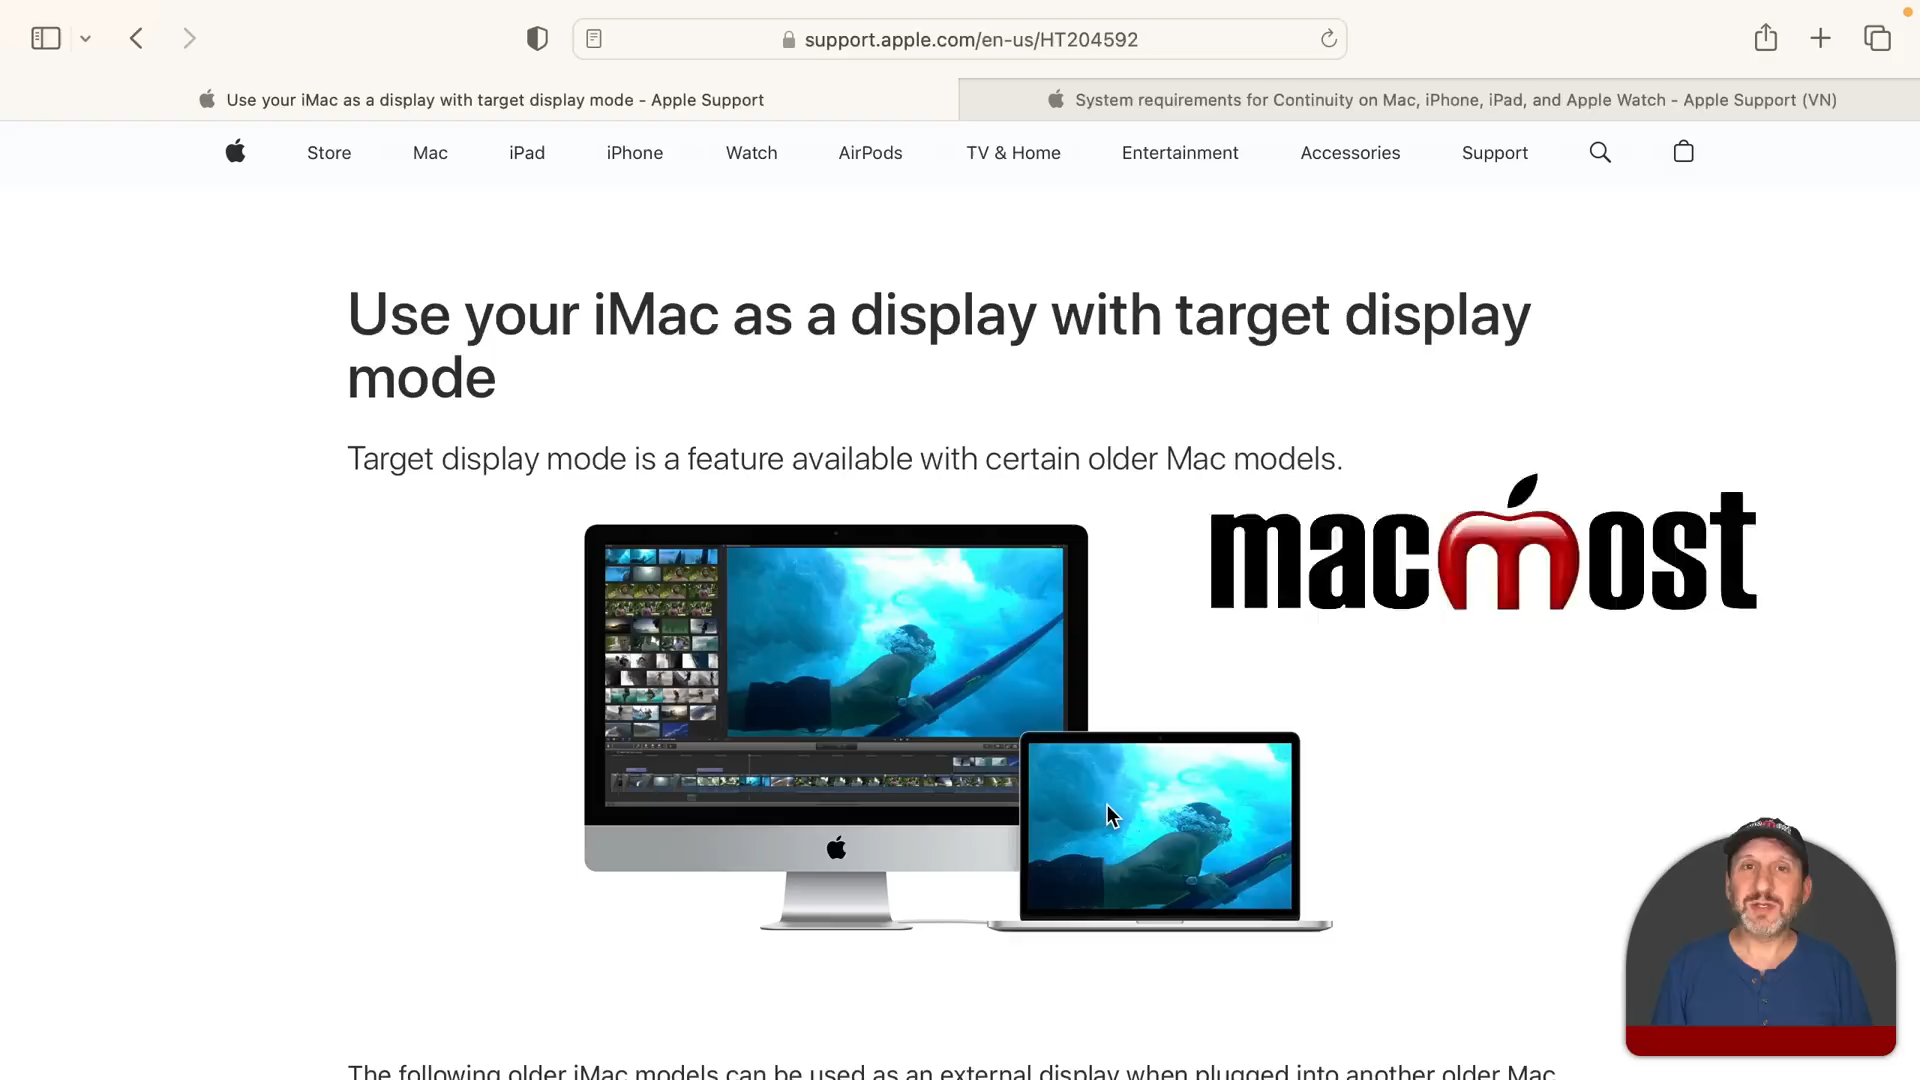 support.apple.com/en-us/HT204592
Use your iMac as a display with target display mode - Apple Support
System requirements for Continuity on Mac, iPhone, iPad, and Apple Watch - Apple Support (VN)
Store Mac iPad iPhone Watch AirPods TV & Home Entertainment Accessories Support
Use your iMac as a display with target display
mode
Target display mode is a feature available with certain older Mac models.
macmost
The following older iMac models can be used as an external display when plugged into another older Mac